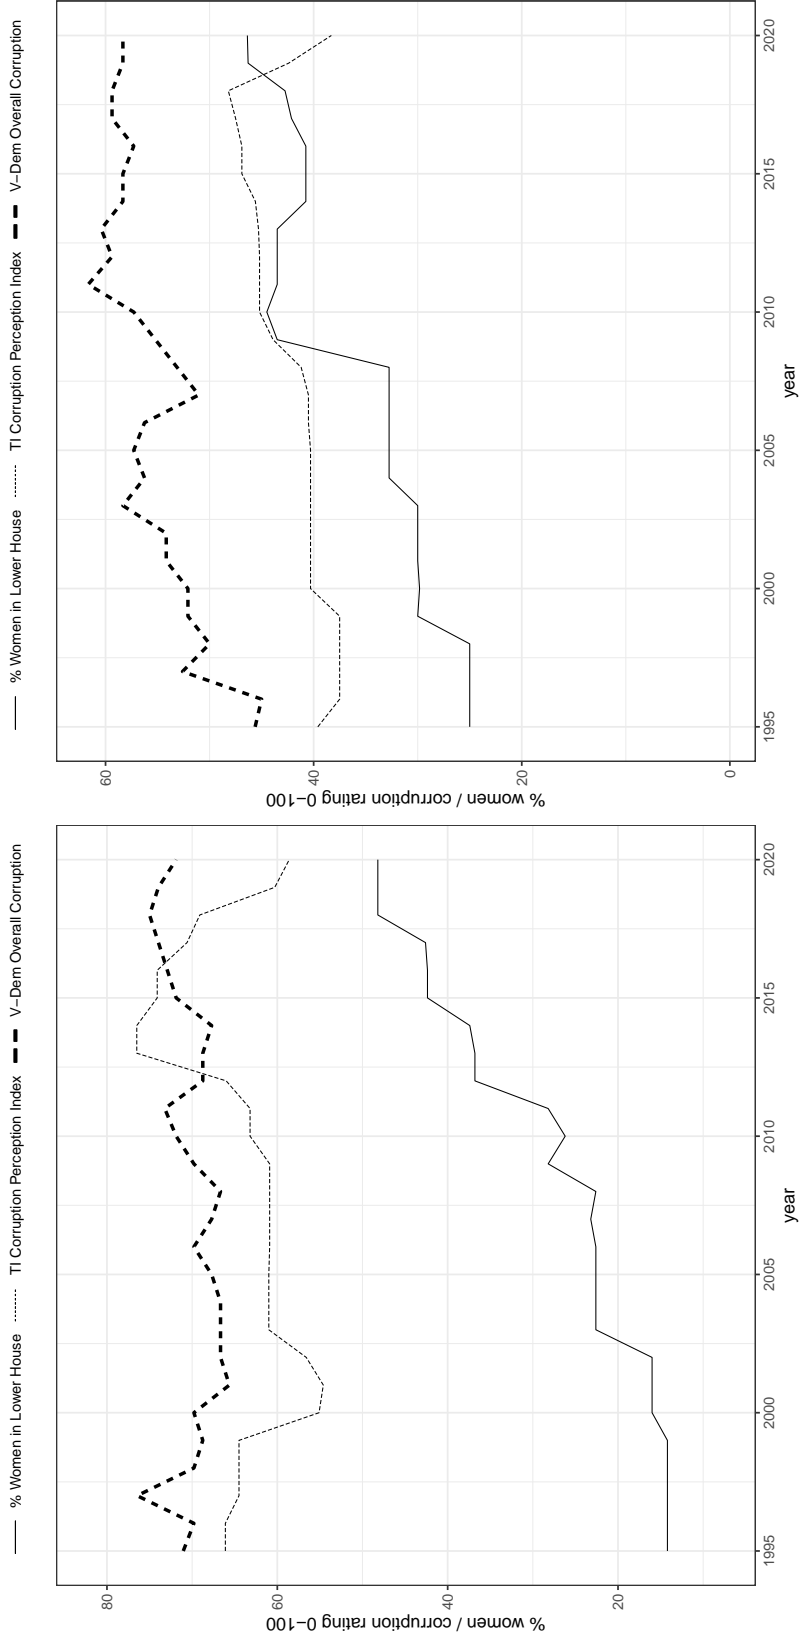 % Women in Lower House TI Corruption Perception Index V−Dem Overall Corruption
80
60
40
20
% women / corruption rating 0−100
1995 2000 2005 2010 2015 2020
year
% Women in Lower House TI Corruption Perception Index V−Dem Overall Corruption
60
40
20
0
% women / corruption rating 0−100
1995 2000 2005 2010 2015 2020
year